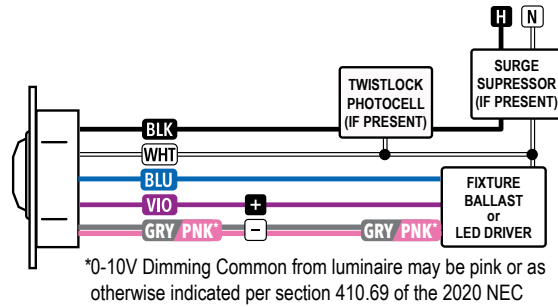 H N
SURGE
SUPRESSOR
(IF PRESENT)
TWISTLOCK
PHOTOCELL
(IF PRESENT)
BLK
WHT
BLU
VIO +
GRY/PNK* − GRY/PNK*
FIXTURE
BALLAST
or
LED DRIVER
*0-10V Dimming Common from luminaire may be pink or as
otherwise indicated per section 410.69 of the 2020 NEC